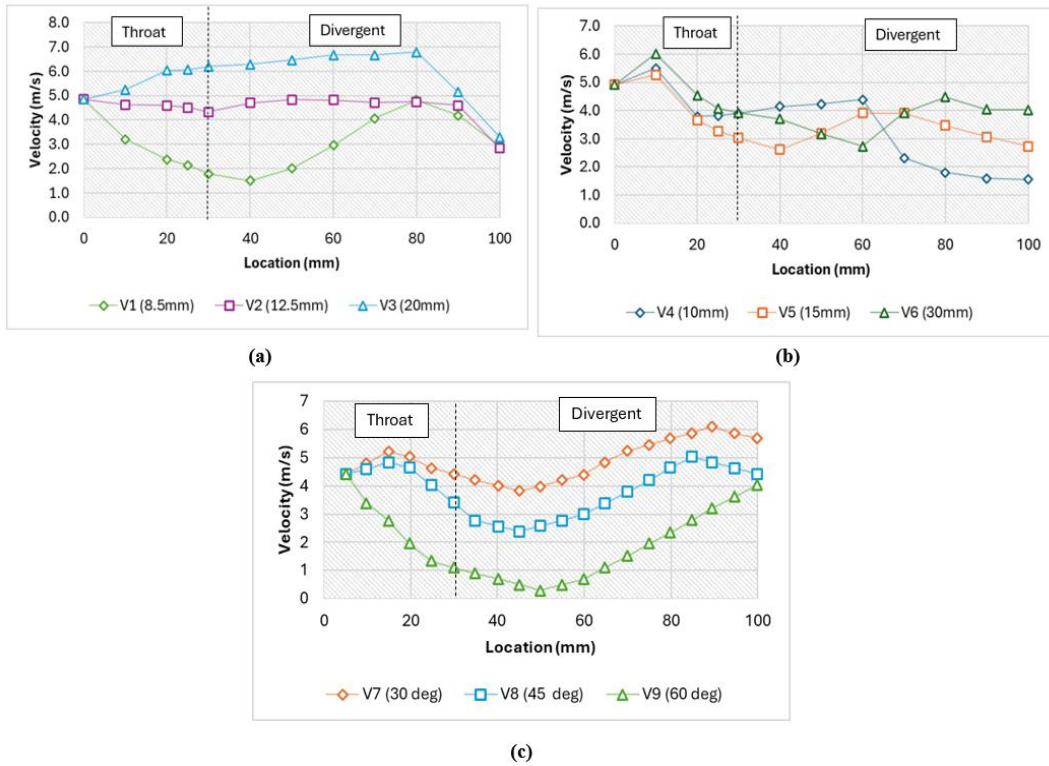 8.0
7.0
6.0
5.0
4.0
3.0
2.0
1.0
0.0
Velocity (m/s)
Throat
Divergent
0 20 40 60 80 100
Location (mm)
V1 (8.5mm) V2 (12.5mm) V3 (20mm)
(a)
7.0
6.0
5.0
4.0
3.0
2.0
1.0
0.0
Velocity (m/s)
Throat
Divergent
0 20 40 60 80 100
Location (mm)
V4 (10mm) V5 (15mm) V6 (30mm)
(b)
7
6
5
4
3
2
1
0
Velocity (m/s)
Throat
Divergent
0 20 40 60 80 100
Location (mm)
V7 (30 deg) V8 (45 deg) V9 (60 deg)
(c)